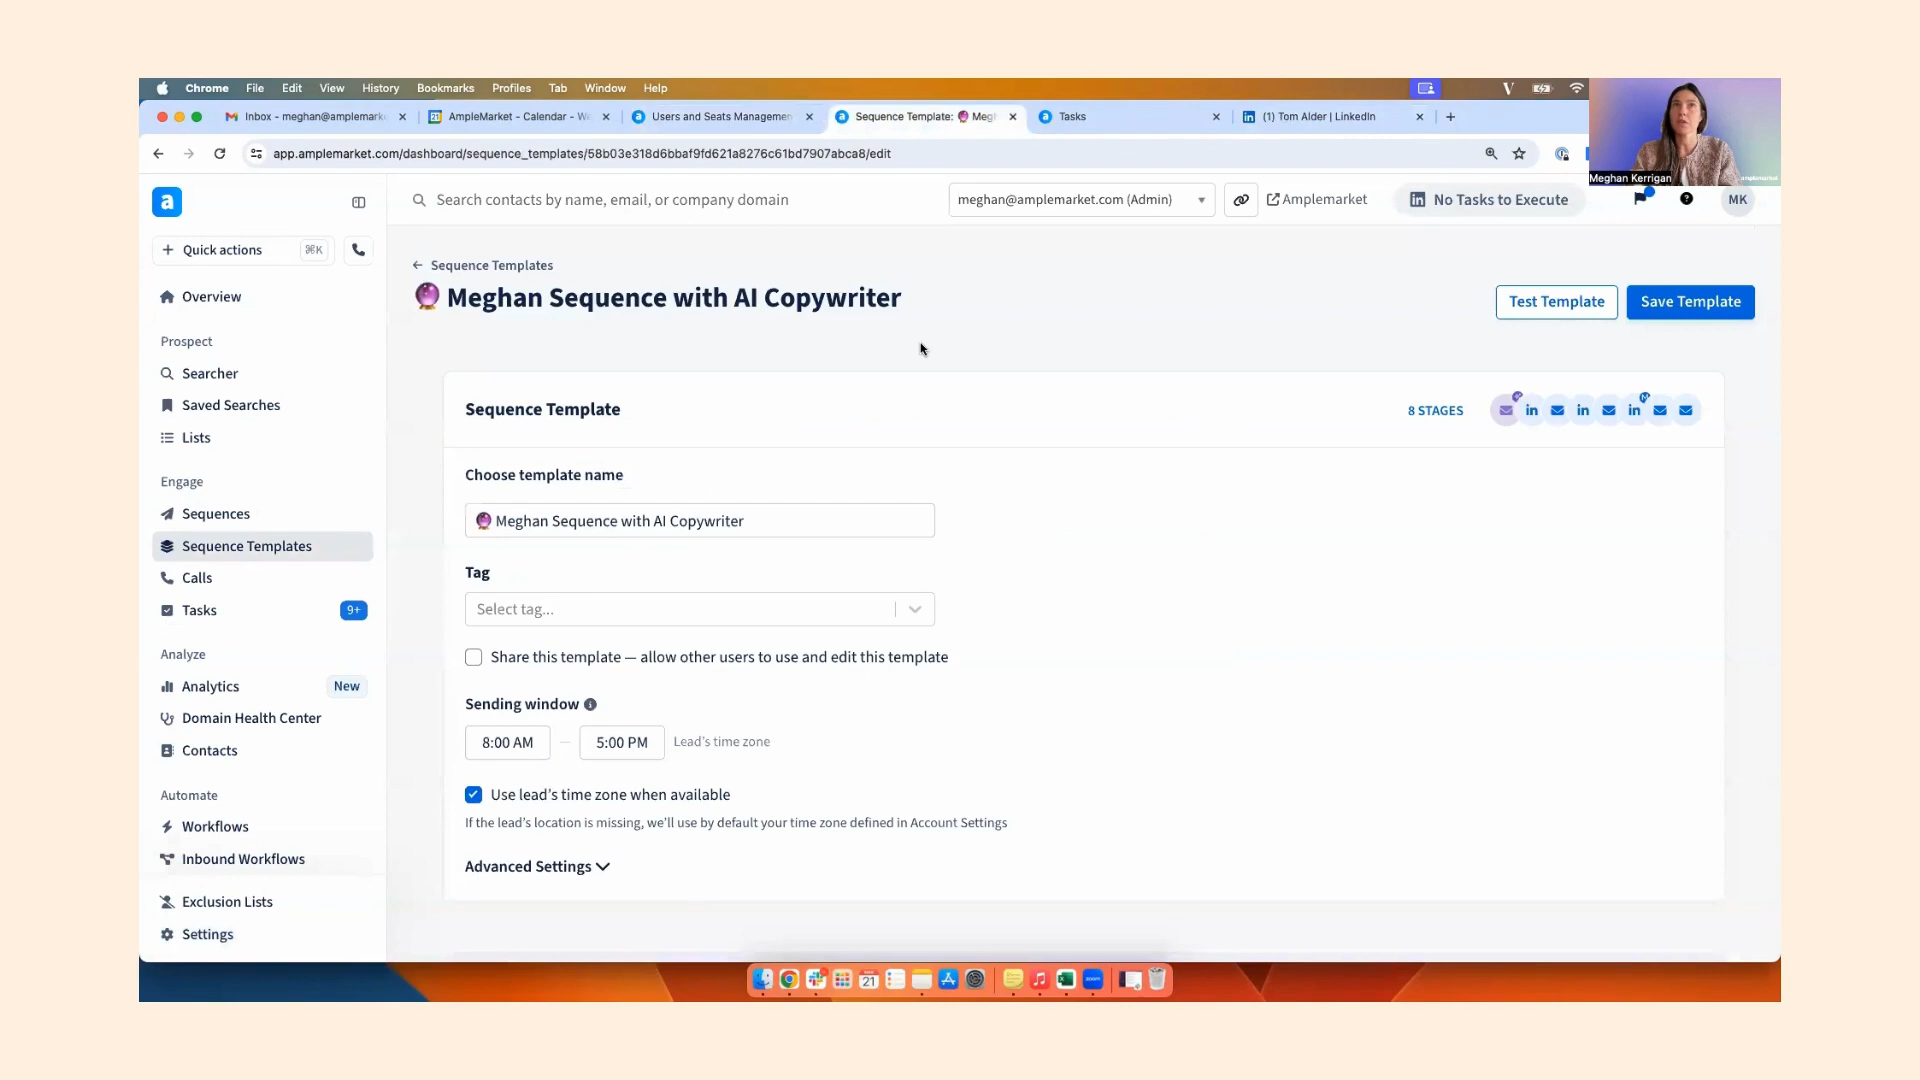 Chrome File Edit View History Bookmarks Profiles Tab Window Help
Inbox - meghan@amplemark
AmpleMarket - Calendar - W
Users and Seats Managemen
Sequence Template: 🔮 Megh
Tasks
(1) Tom Alder | LinkedIn
app.amplemarket.com/dashboard/sequence_templates/58b03e318d6bbaf9fd621a8276c61bd7907abca8/edit
Meghan Kerrigan
a
Search contacts by name, email, or company domain
meghan@amplemarket.com (Admin)
Amplemarket
No Tasks to Execute
MK
Quick actions ⌘K
Overview
Prospect
Searcher
Saved Searches
Lists
Engage
Sequences
Sequence Templates
Calls
Tasks 9+
Analyze
Analytics New
Domain Health Center
Contacts
Automate
Workflows
Inbound Workflows
Exclusion Lists
Settings
← Sequence Templates
🔮 Meghan Sequence with AI Copywriter
Test Template
Save Template
Sequence Template
8 STAGES
Choose template name
🔮 Meghan Sequence with AI Copywriter
Tag
Select tag...
Share this template — allow other users to use and edit this template
Sending window
8:00 AM — 5:00 PM Lead's time zone
Use lead's time zone when available
If the lead's location is missing, we'll use by default your time zone defined in Account Settings
Advanced Settings
21
zoom